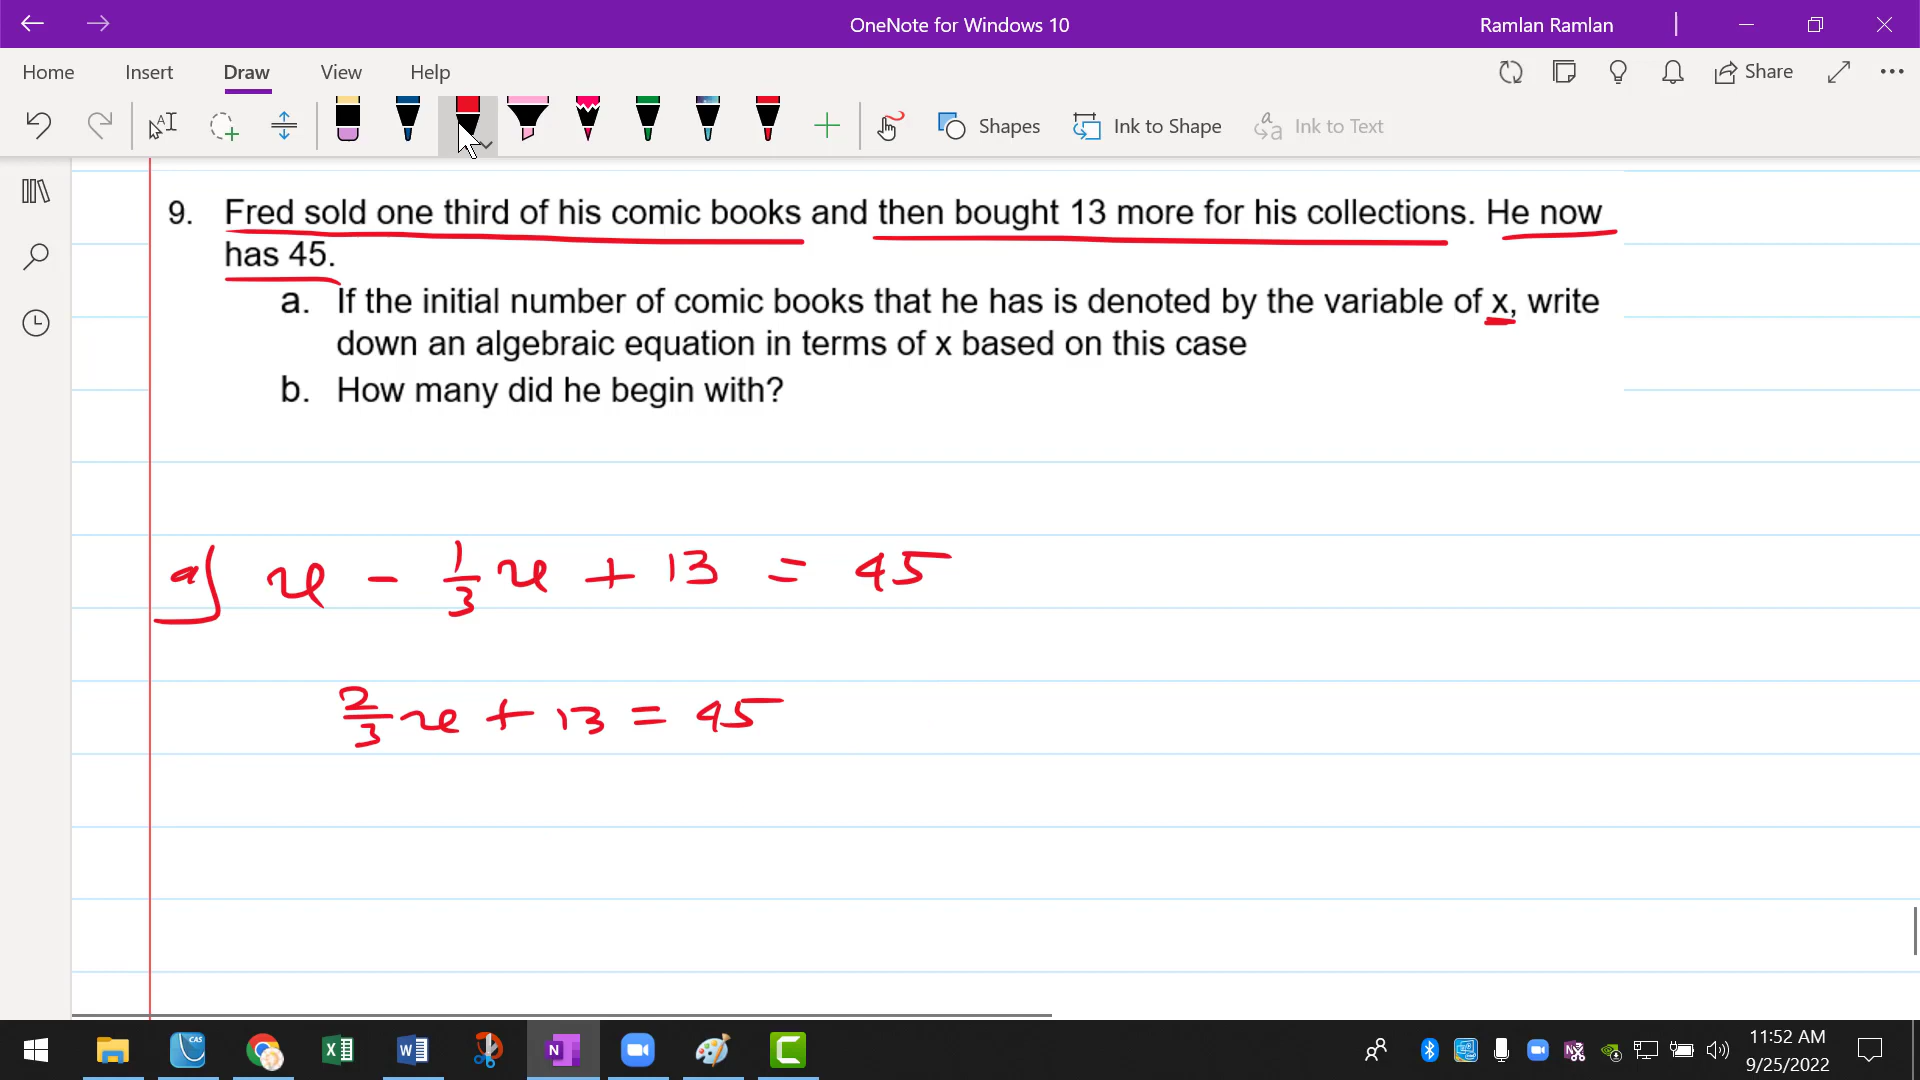 OneNote for Windows 10
Ramlan Ramlan
Home Insert Draw View Help
Share
Shapes Ink to Shape Ink to Text
9. Fred sold one third of his comic books and then bought 13 more for his collections. He now
has 45.
a. If the initial number of comic books that he has is denoted by the variable of x, write
down an algebraic equation in terms of x based on this case
b. How many did he begin with?
a) x - 1/3 x + 13 = 45
2/3 x + 13 = 45
11:52 AM
9/25/2022